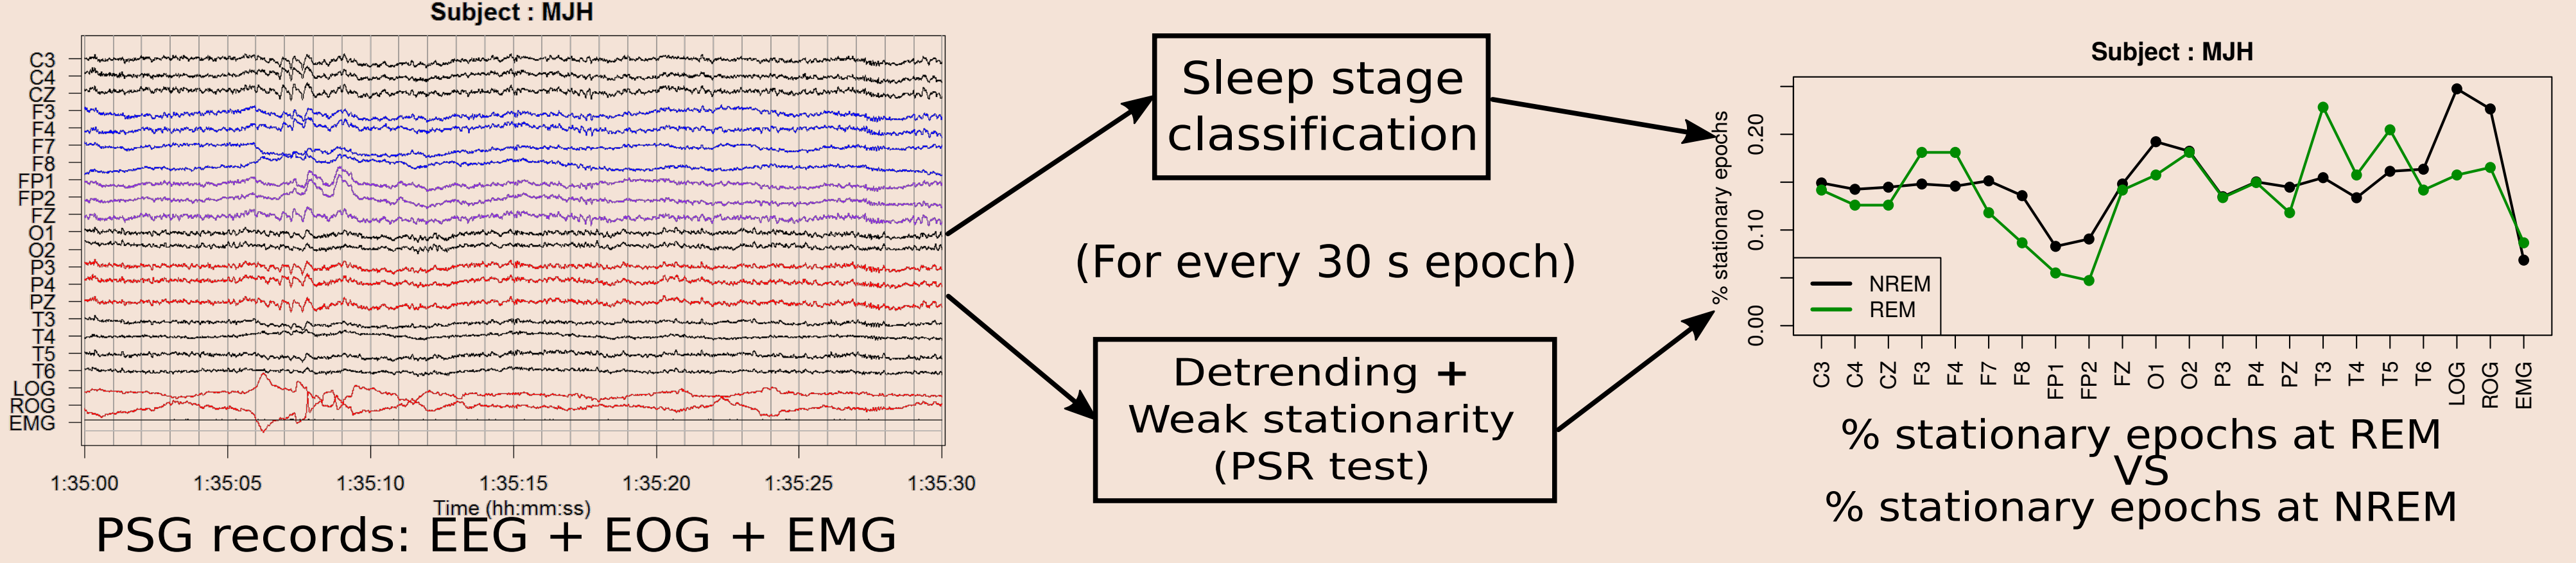 Subject : MJH
C3
C4
CZ
F3
F4
F7
F8
FP1
FP2
FZ
O1
O2
P3
P4
PZ
T3
T4
T5
T6
LOG
ROG
EMG
1:35:00 1:35:05 1:35:10 1:35:15 1:35:20 1:35:25 1:35:30
Time (hh:mm:ss)
PSG records: EEG + EOG + EMG
Sleep stage
classification
(For every 30 s epoch)
Detrending +
Weak stationarity
(PSR test)
Subject : MJH
% stationary epochs
0.20
0.10
0.00
NREM
REM
C3 C4 CZ F3 F4 F7 F8 FP1 FP2 FZ O1 O2 P3 P4 PZ T3 T4 T5 T6 LOG ROG EMG
% stationary epochs at REM
VS
% stationary epochs at NREM